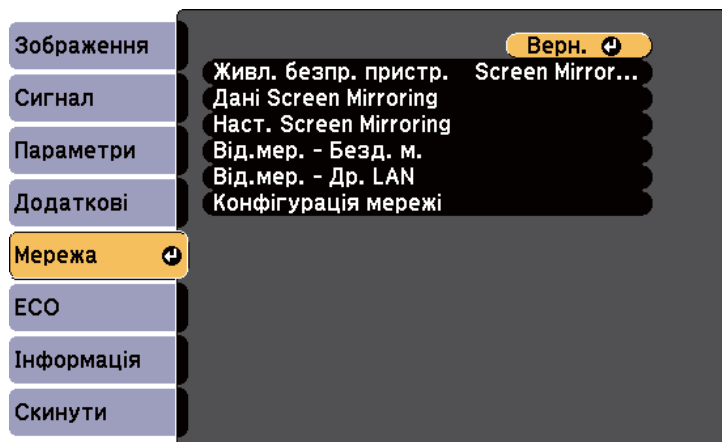 Зображення
Сигнал
Параметри
Додаткові
Мережа
ECO
Інформація
Скинути
Верн.
Живл. безпр. пристр. Screen Mirror...
Дані Screen Mirroring
Наст. Screen Mirroring
Від.мер. - Безд. м.
Від.мер. - Др. LAN
Конфігурація мережі